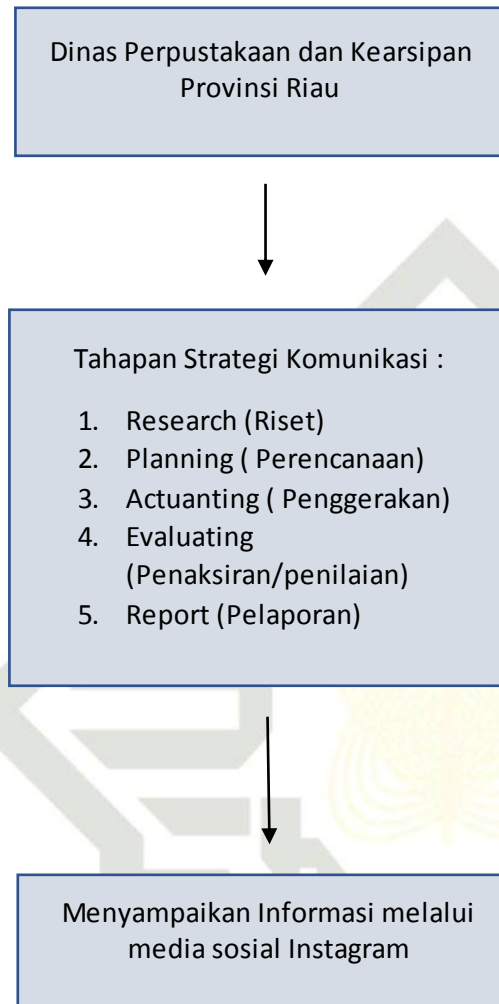 Dinas Perpustakaan dan Kearsipan
Provinsi Riau
Tahapan Strategi Komunikasi :
1. Research (Riset)
2. Planning ( Perencanaan)
3. Actuanting ( Penggerakan)
4. Evaluating
(Penaksiran/penilaian)
5. Report (Pelaporan)
Menyampaikan Informasi melalui
media sosial Instagram